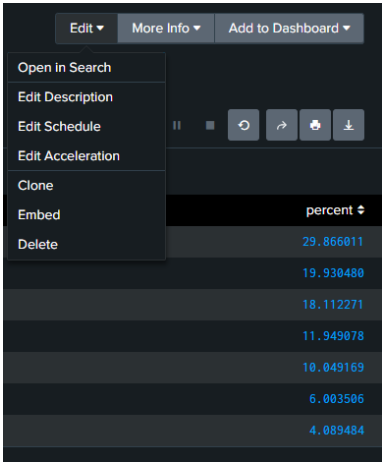 Edit More Info Add to Dashboard
Open in Search
Edit Description
Edit Schedule
Edit Acceleration
Clone
Embed
Delete
percent
29.866011
19.930480
18.112271
11.949078
10.049169
6.003506
4.089484